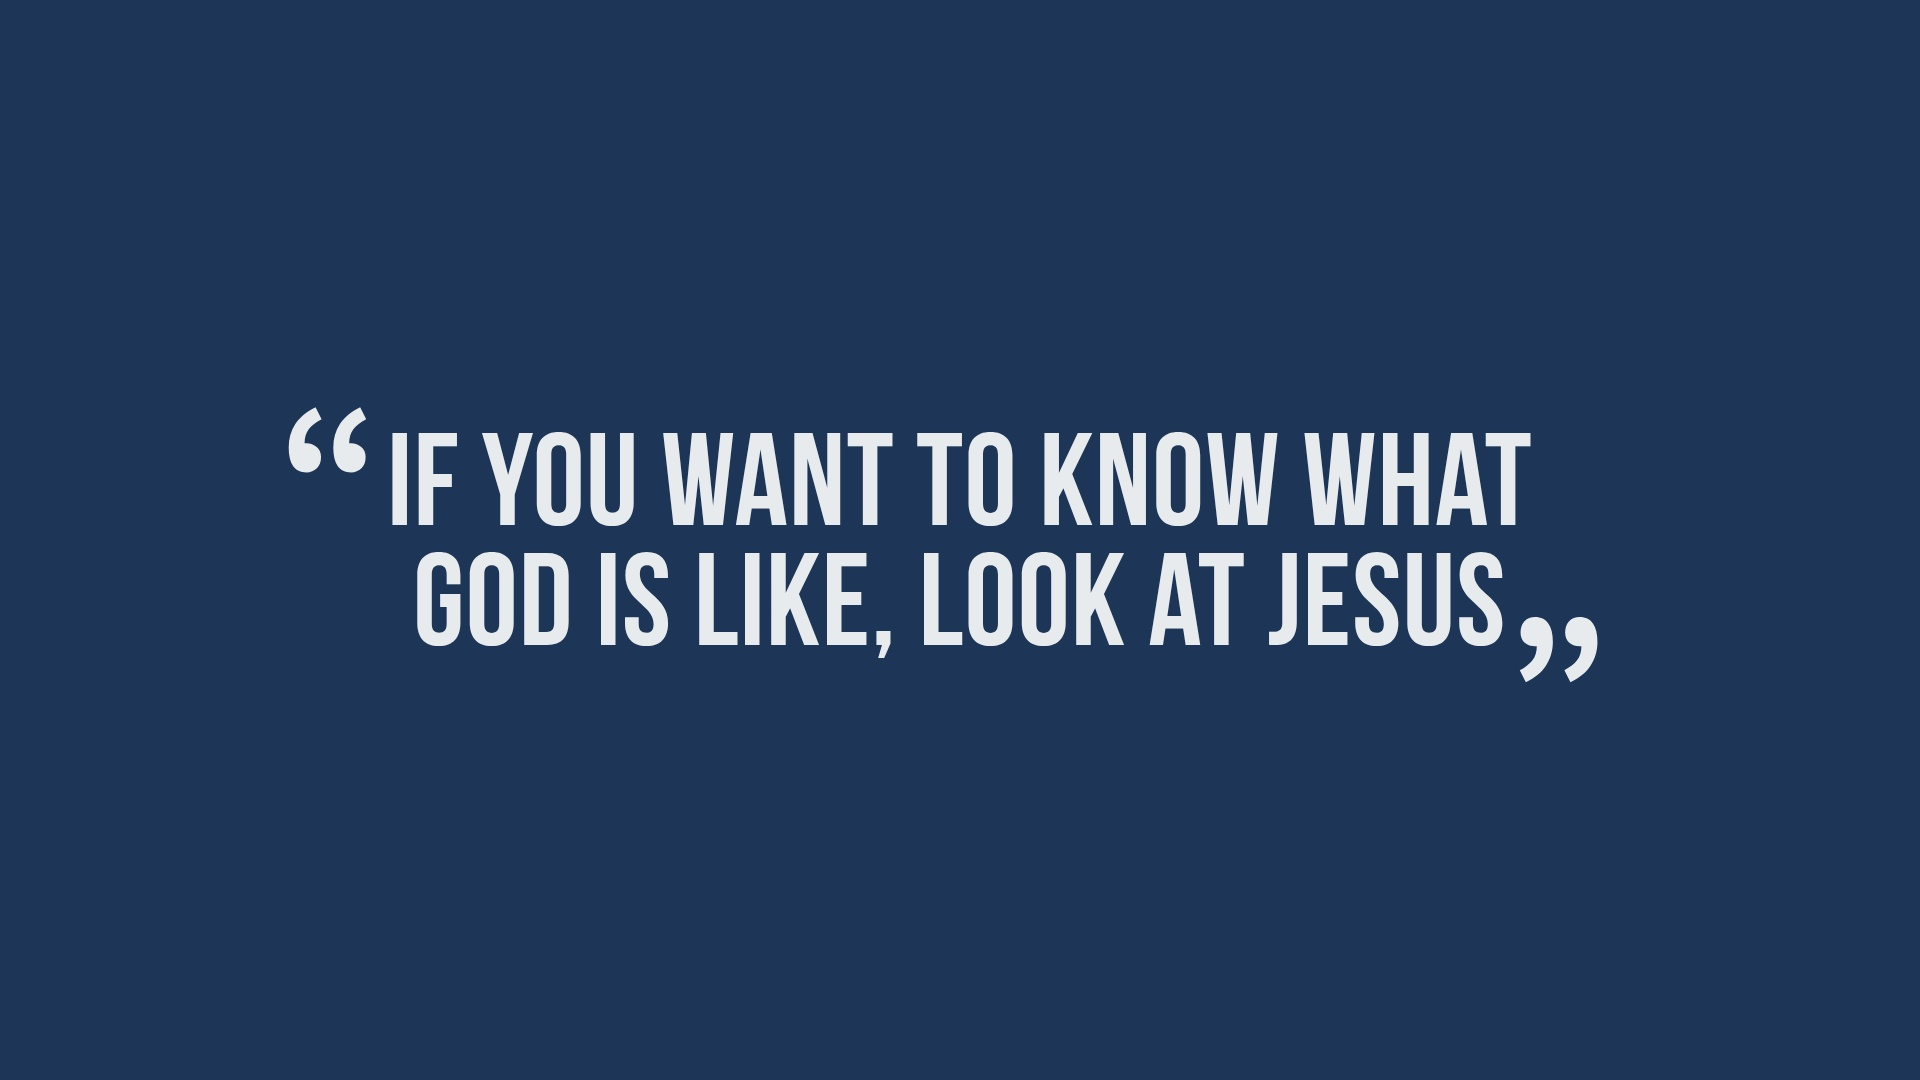 “IF YOU WANT TO KNOW WHAT
GOD IS LIKE, LOOK AT JESUS”